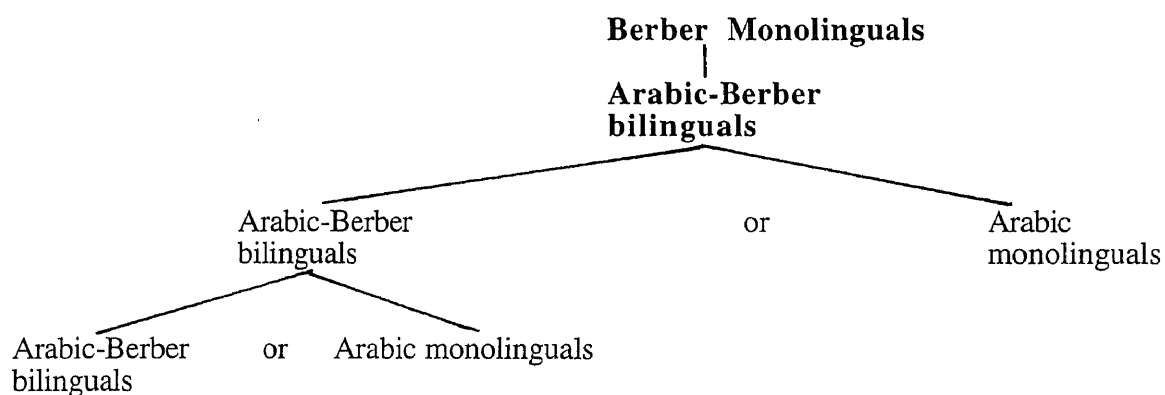 Berber Monolinguals
Arabic-Berber
bilinguals
Arabic-Berber
bilinguals
or
Arabic
monolinguals
Arabic-Berber
bilinguals
or
Arabic monolinguals